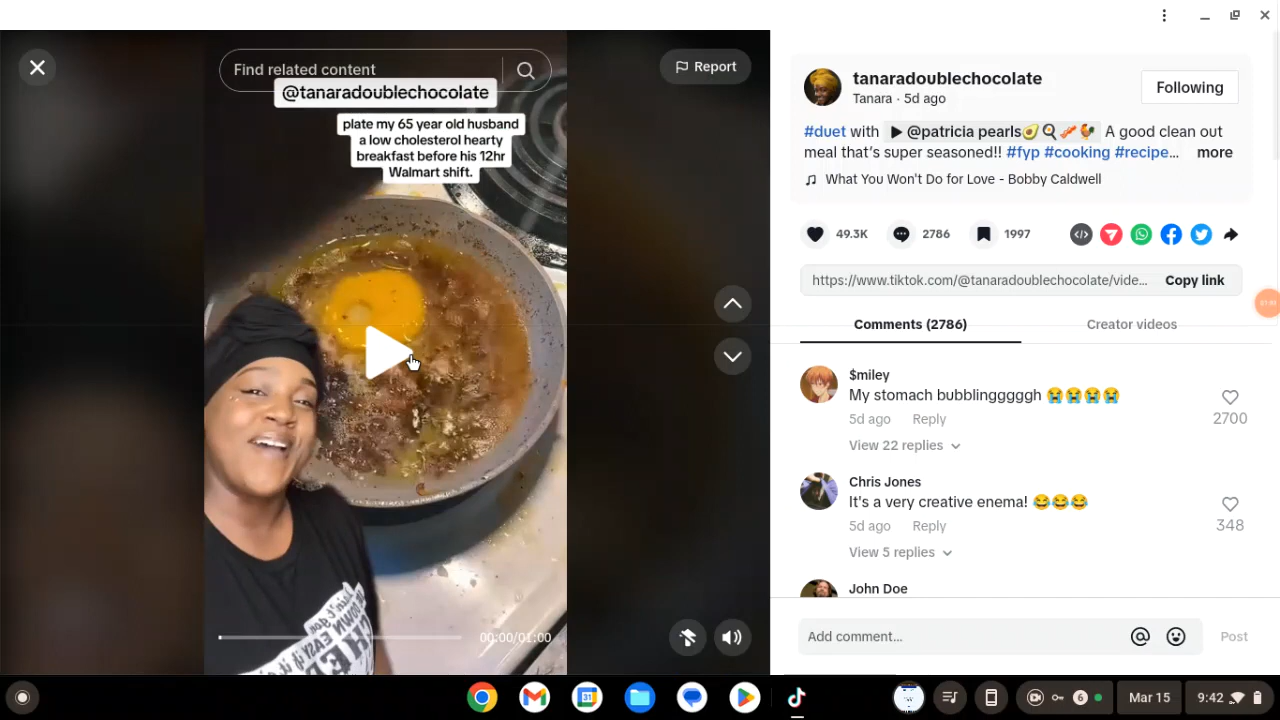 Find related content
Report
@tanaradoublechocolate
plate my 65 year old husband
a low cholesterol hearty
breakfast before his 12hr
Walmart shift.
00:00/01:00
tanaradoublechocolate
Tanara · 5d ago
Following
#duet with ▶ @patricia pearls🥑🍳🥓🐓 A good clean out
meal that's super seasoned!! #fyp #cooking #recipe... more
What You Won't Do for Love - Bobby Caldwell
49.3K 2786 1997
https://www.tiktok.com/@tanaradoublechocolate/vide... Copy link
Comments (2786) Creator videos
$miley
My stomach bubblingggggh 😭😭😭😭
5d ago Reply
2700
View 22 replies
Chris Jones
It's a very creative enema! 😂😂😂
5d ago Reply
348
View 5 replies
John Doe
Add comment... Post
31
6
Mar 15
9:42